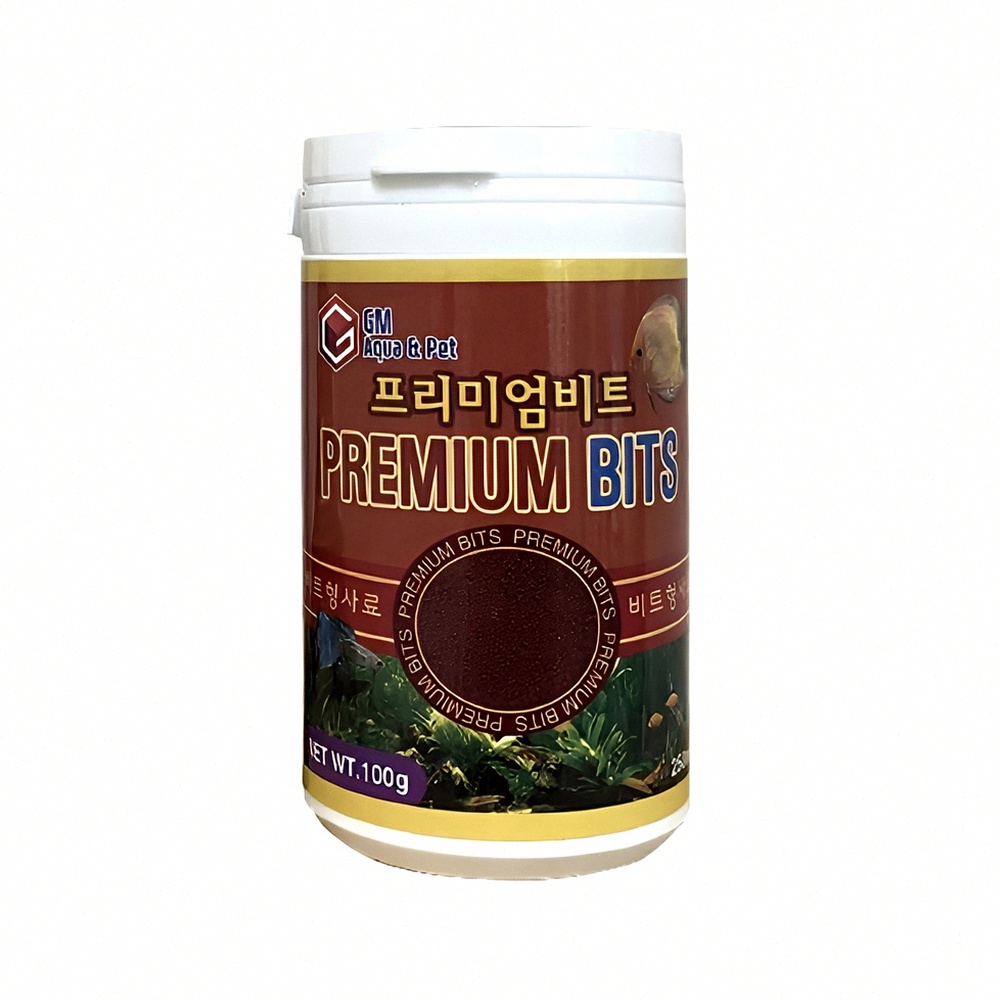 GM
Aqua & Pet
프리미엄비트
PREMIUM BITS
PREMIUM BITS PREMIUM BITS PREMIUM BITS PREMIUM BITS
비트형사료
비트형
NET WT.100g